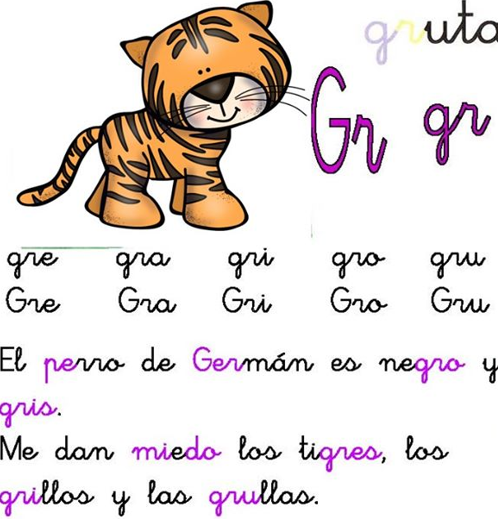 gruta
Gr gr
gre gra gri gro gru
Gre Gra Gri Gro Gru
El perro de Germán es negro y
gris.
Me dan miedo los tigres, los
grillos y las grullas.